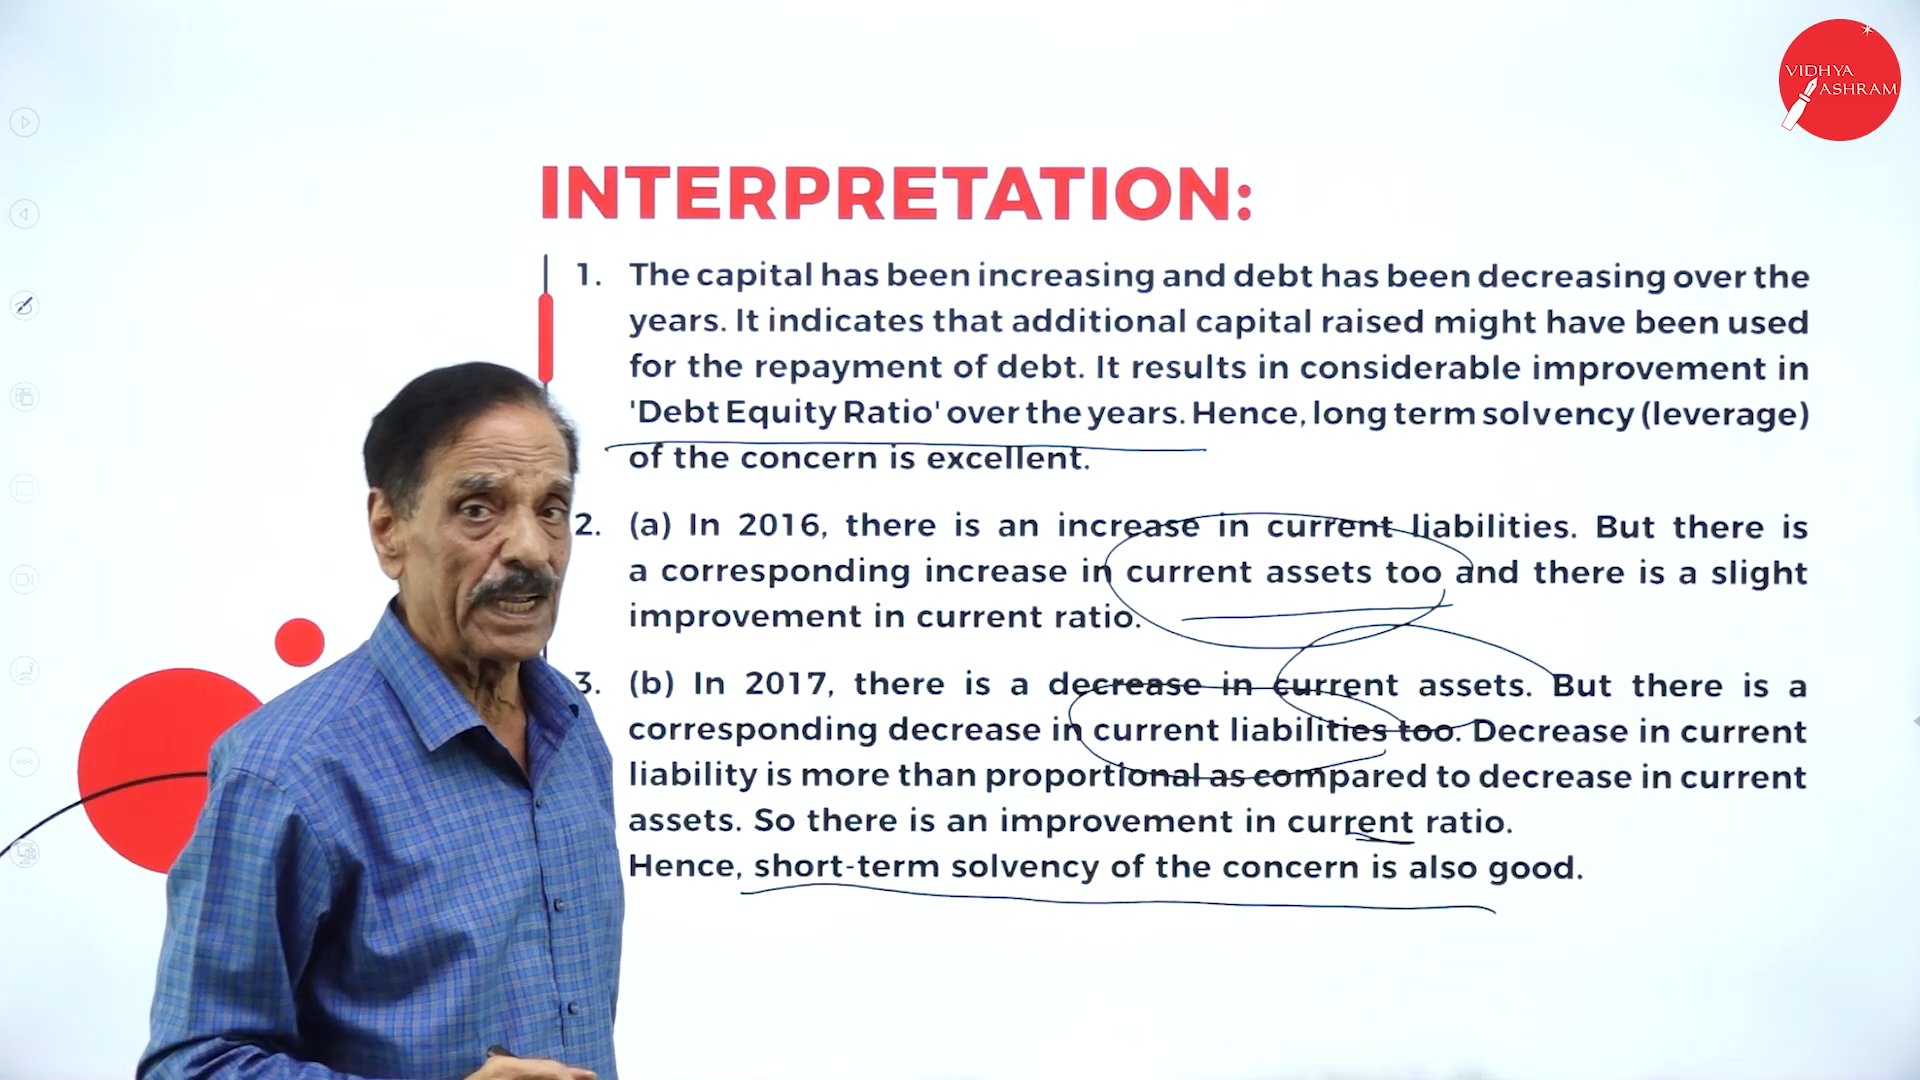 VIDHYA
ASHRAM
INTERPRETATION:
1. The capital has been increasing and debt has been decreasing over the
years. It indicates that additional capital raised might have been used
for the repayment of debt. It results in considerable improvement in
'Debt Equity Ratio' over the years. Hence, long term solvency (leverage)
of the concern is excellent.
2. (a) In 2016, there is an increase in current liabilities. But there is
a corresponding increase in current assets too and there is a slight
improvement in current ratio.
3. (b) In 2017, there is a decrease in current assets. But there is a
corresponding decrease in current liabilities too. Decrease in current
liability is more than proportional as compared to decrease in current
assets. So there is an improvement in current ratio.
Hence, short-term solvency of the concern is also good.